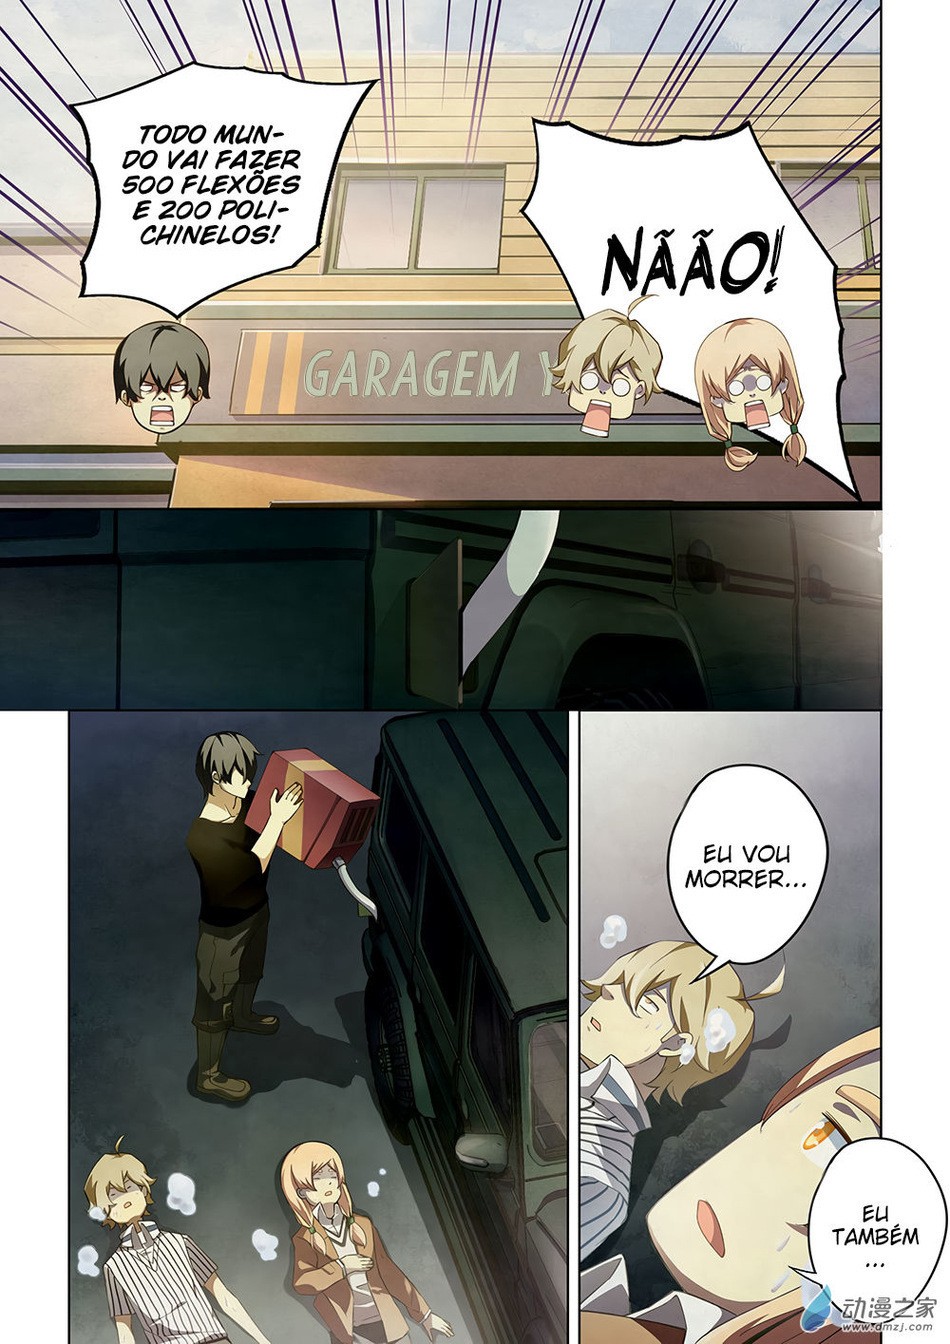 TODO MUN-
DO VAI FAZER
500 FLEXÕES
E 200 POLI-
CHINELOS!
NÃÃO!
GARAGEM Y
EU VOU
MORRER...
EU
TAMBÉM
...
动漫之家
www.dmzj.com